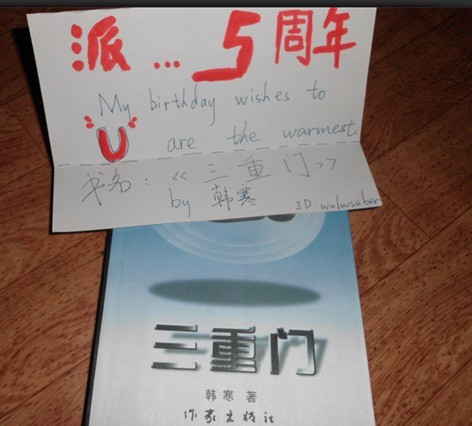 派...5周年
My birthday wishes to
"U" are the warmest.
书名：《三重门》
by 韩寒
ID wuluosaber
三重门
韩寒 著
作家出版社